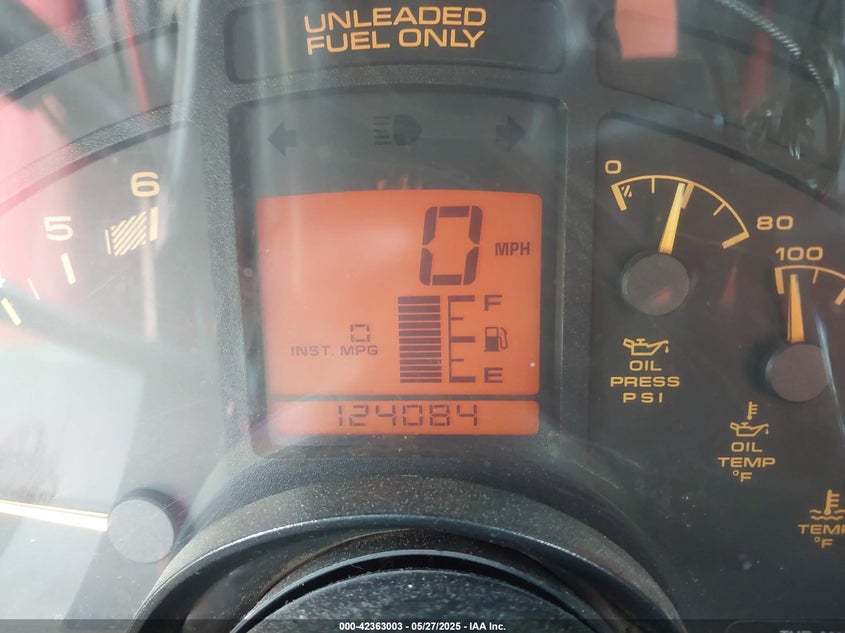 UNLEADED
FUEL ONLY
6
5
0
80
100
0 MPH
F
0
INST. MPG
E
124084
OIL
PRESS
PSI
OIL
TEMP
°F
TEMP
°F
000-42363003 - 05/27/2025 - IAA Inc.